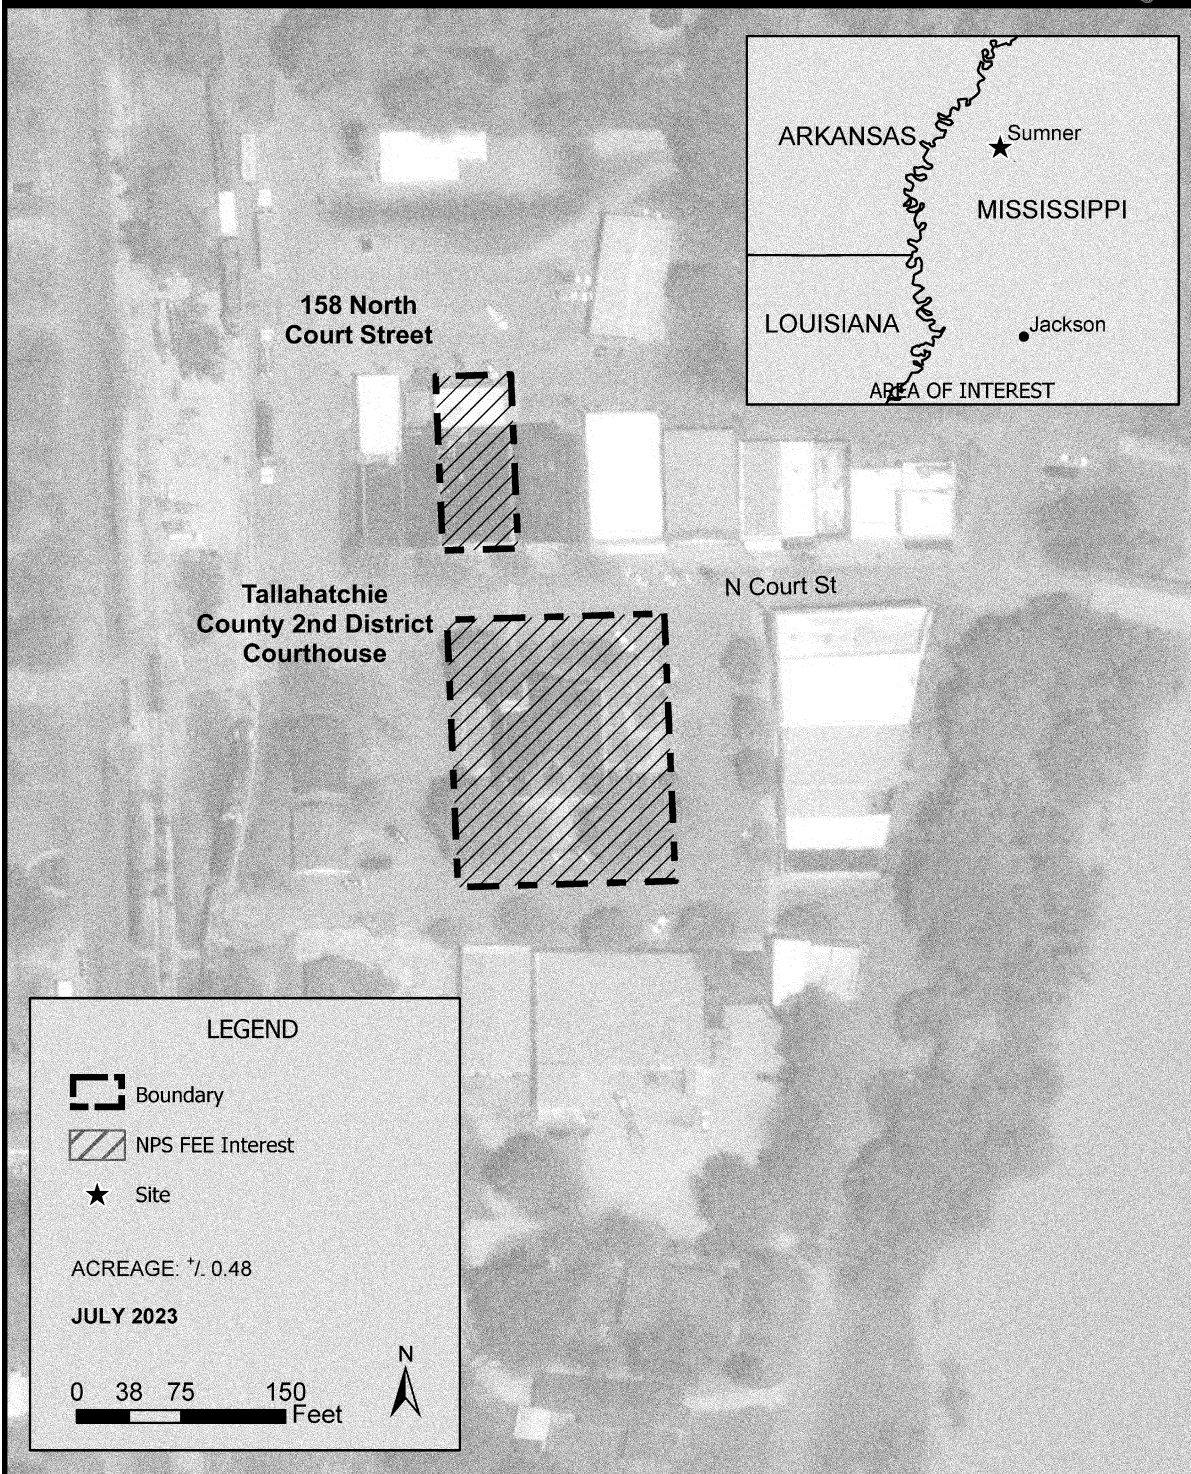 ARKANSAS
Sumner
MISSISSIPPI
LOUISIANA
Jackson
AREA OF INTEREST
158 North
Court Street
N Court St
Tallahatchie
County 2nd District
Courthouse
LEGEND
Boundary
NPS FEE Interest
Site
ACREAGE: +/- 0.48
JULY 2023
N
0 38 75 150
Feet